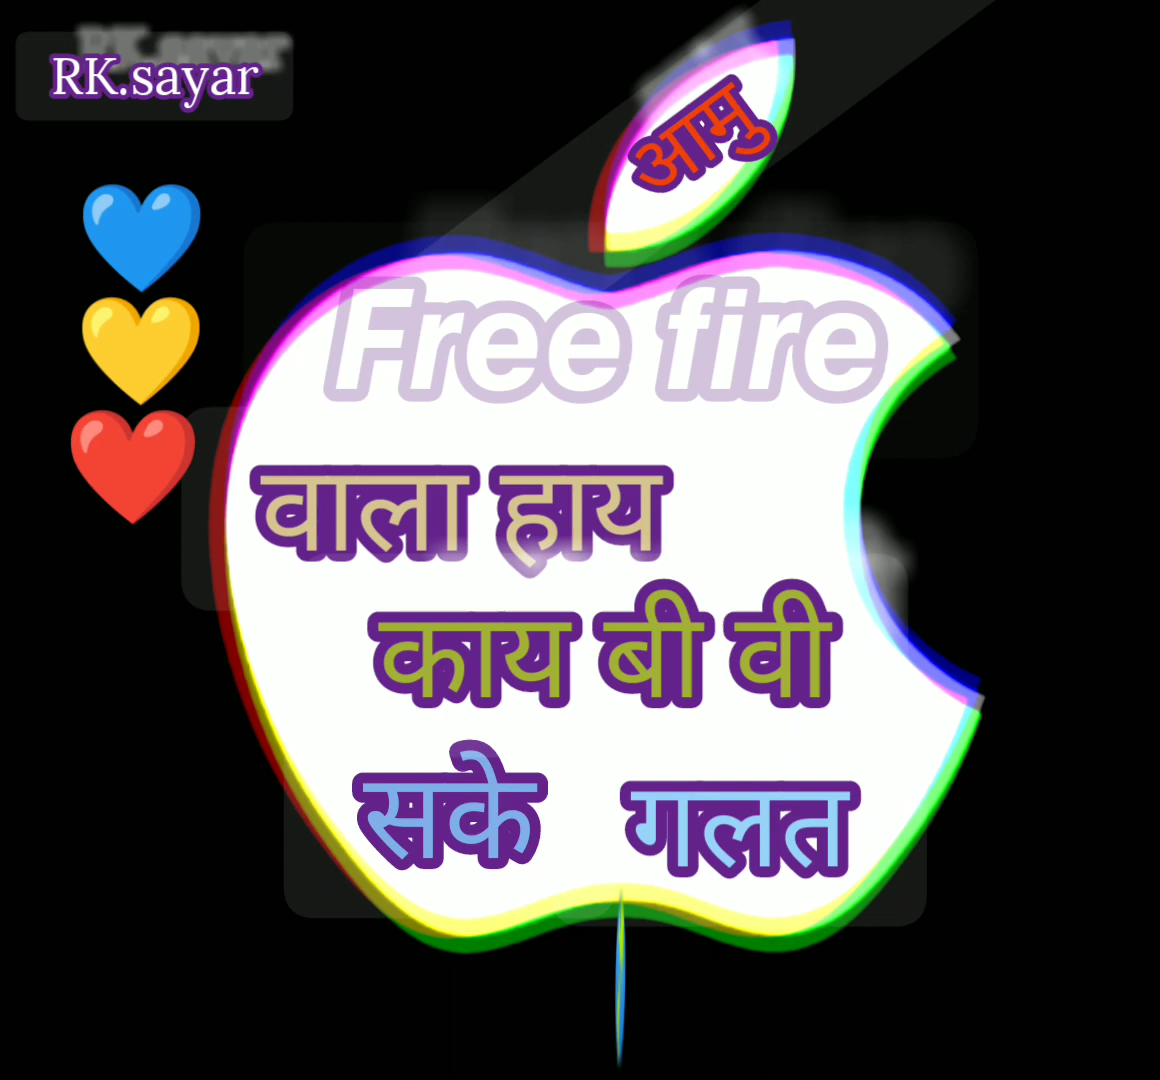 RK.sayar
आमु
Free fire
वाला हाय
काय बी वी
सके गलत